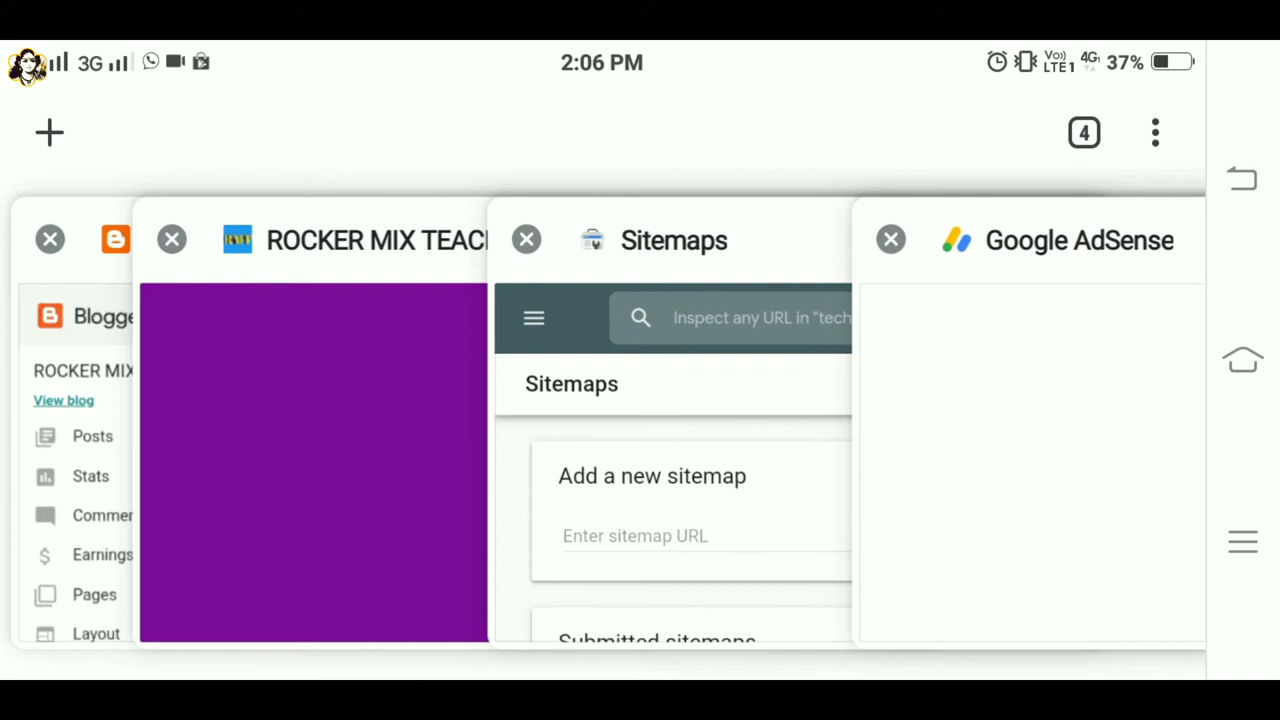 3G 2:06 PM Vo) LTE1 4G 37%
4
ROCKER MIX TEAC Sitemaps Google AdSense
Blogge
ROCKER MIX
View blog
Posts
Stats
Commer
Earnings
Pages
Layout
Inspect any URL in "tech
Sitemaps
Add a new sitemap
Enter sitemap URL
Submitted sitemaps